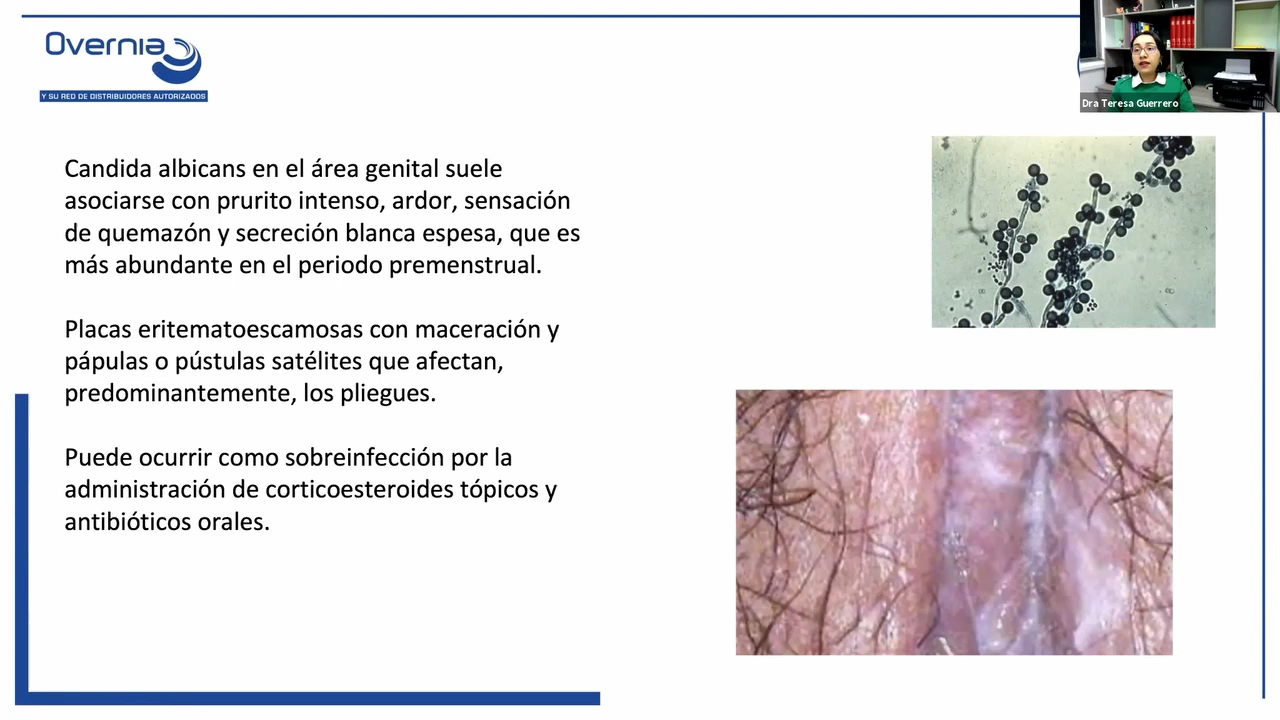 Overnia
Y SU RED DE DISTRIBUIDORES AUTORIZADOS
Dra Teresa Guerrero
Candida albicans en el área genital suele
asociarse con prurito intenso, ardor, sensación
de quemazón y secreción blanca espesa, que es
más abundante en el periodo premenstrual.
Placas eritematoescamosas con maceración y
pápulas o pústulas satélites que afectan,
predominantemente, los pliegues.
Puede ocurrir como sobreinfección por la
administración de corticoesteroides tópicos y
antibióticos orales.